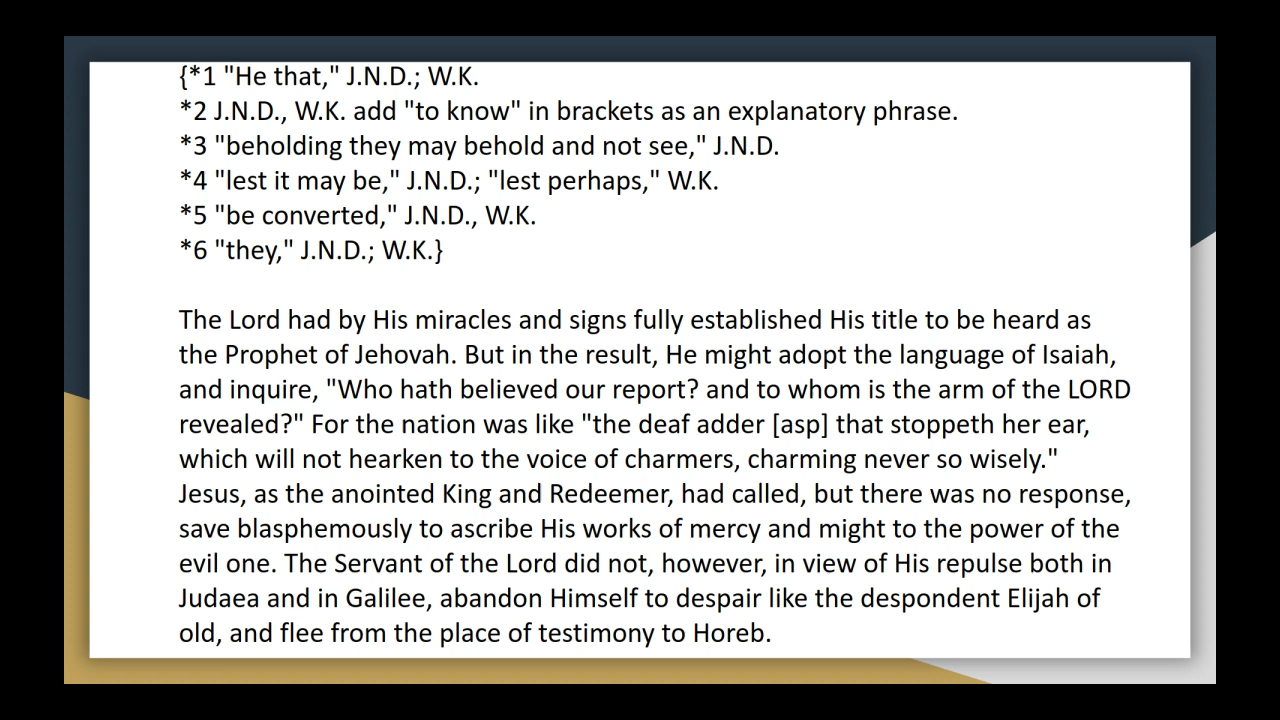 {*1 "He that," J.N.D.; W.K.
*2 J.N.D., W.K. add "to know" in brackets as an explanatory phrase.
*3 "beholding they may behold and not see," J.N.D.
*4 "lest it may be," J.N.D.; "lest perhaps," W.K.
*5 "be converted," J.N.D., W.K.
*6 "they," J.N.D.; W.K.}
The Lord had by His miracles and signs fully established His title to be heard as
the Prophet of Jehovah. But in the result, He might adopt the language of Isaiah,
and inquire, "Who hath believed our report? and to whom is the arm of the LORD
revealed?" For the nation was like "the deaf adder [asp] that stoppeth her ear,
which will not hearken to the voice of charmers, charming never so wisely."
Jesus, as the anointed King and Redeemer, had called, but there was no response,
save blasphemously to ascribe His works of mercy and might to the power of the
evil one. The Servant of the Lord did not, however, in view of His repulse both in
Judaea and in Galilee, abandon Himself to despair like the despondent Elijah of
old, and flee from the place of testimony to Horeb.